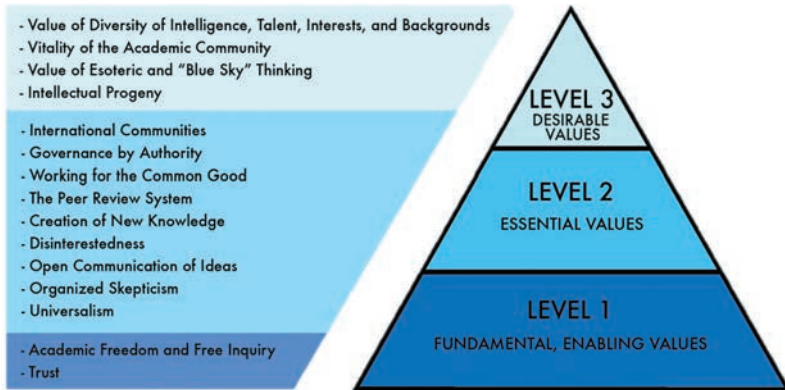 - Value of Diversity of Intelligence, Talent, Interests, and Backgrounds
- Vitality of the Academic Community
- Value of Esoteric and “Blue Sky” Thinking
- Intellectual Progeny
- International Communities
- Governance by Authority
- Working for the Common Good
- The Peer Review System
- Creation of New Knowledge
- Disinterestedness
- Open Communication of Ideas
- Organized Skepticism
- Universalism
- Academic Freedom and Free Inquiry
- Trust
LEVEL 3
DESIRABLE
VALUES
LEVEL 2
ESSENTIAL VALUES
LEVEL 1
FUNDAMENTAL, ENABLING VALUES